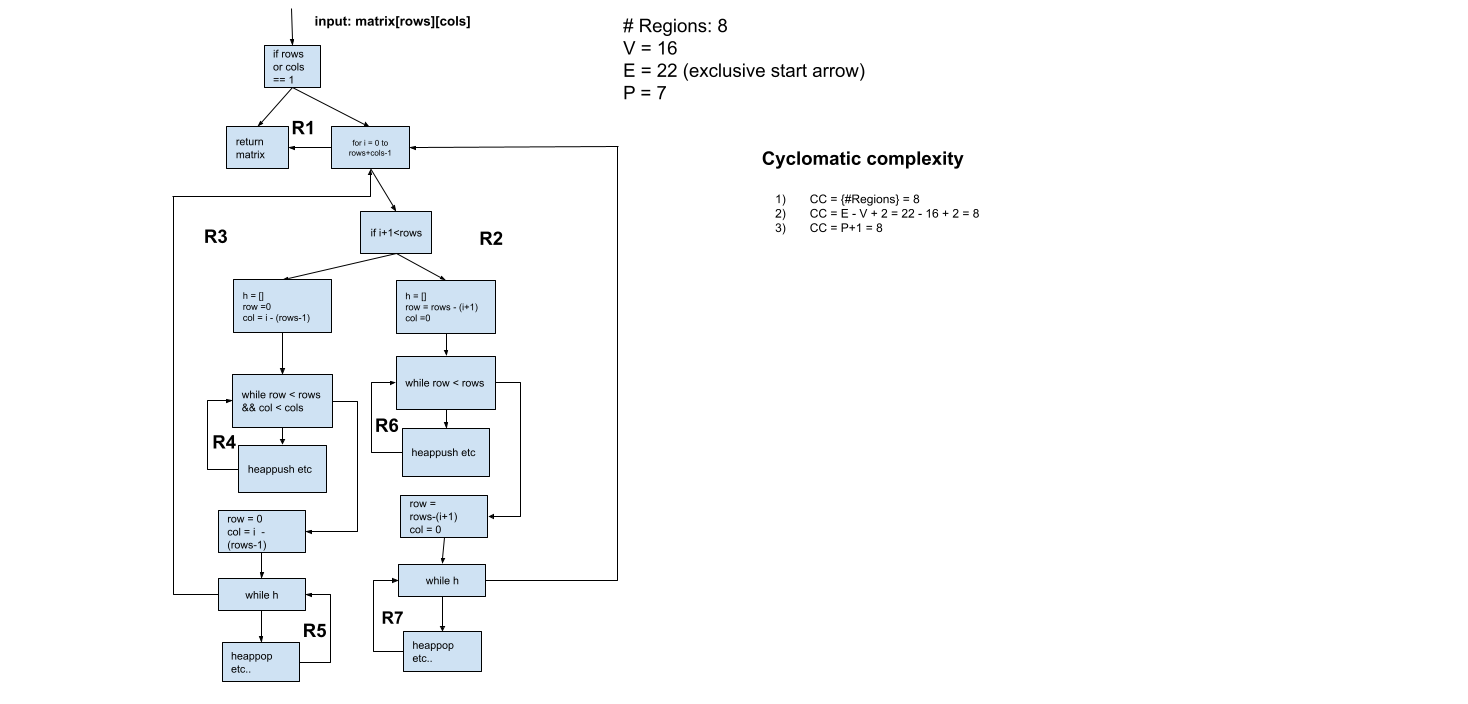 input: matrix[rows][cols]
# Regions: 8
V = 16
E = 22 (exclusive start arrow)
P = 7
if rows
or cols
== 1
R1
return
matrix
for i = 0 to
rows+cols-1
Cyclomatic complexity
1) CC = {#Regions} = 8
2) CC = E - V + 2 = 22 - 16 + 2 = 8
3) CC = P+1 = 8
R3
if i+1<rows
R2
h = []
row =0
col = i - (rows-1)
h = []
row = rows - (i+1)
col =0
while row < rows
&& col < cols
while row < rows
R4
R6
heappush etc
heappush etc
row = 0
col = i -
(rows-1)
row =
rows-(i+1)
col = 0
while h
while h
R5
R7
heappop
etc..
heappop
etc..